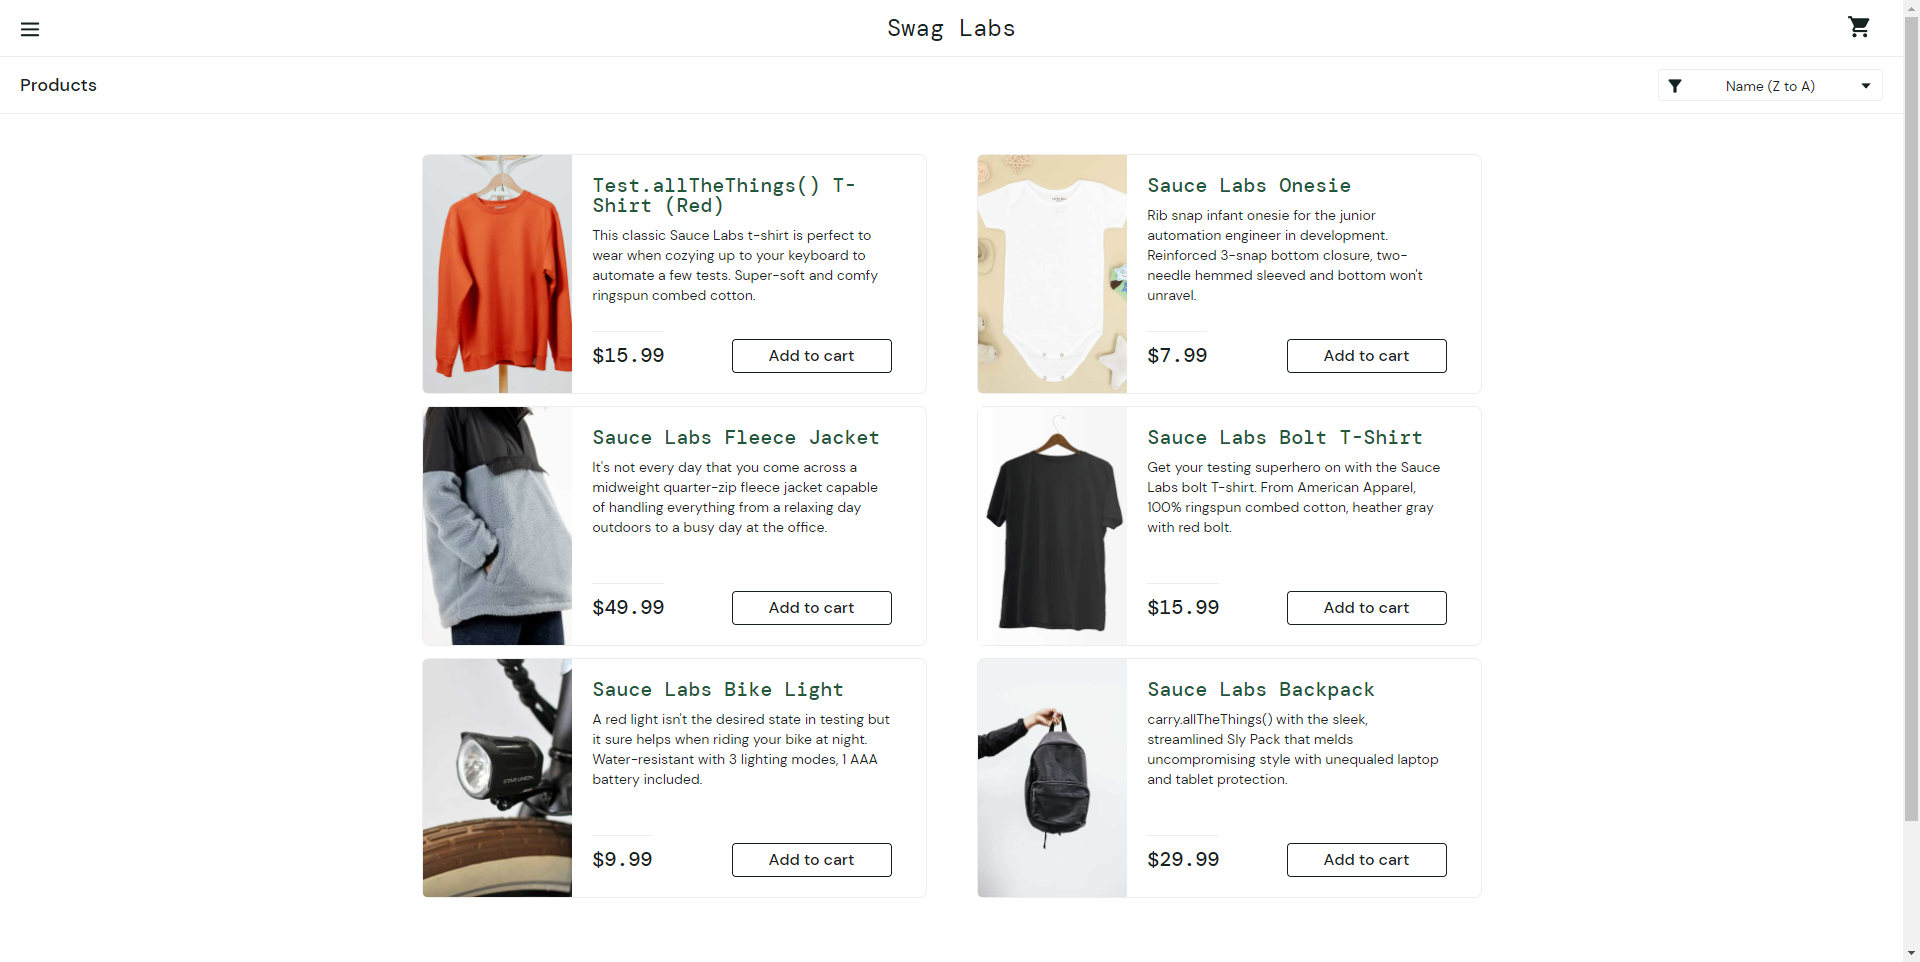 Swag Labs
Products
Name (Z to A)
Test.allTheThings() T-
Shirt (Red)
This classic Sauce Labs t-shirt is perfect to
wear when cozying up to your keyboard to
automate a few tests. Super-soft and comfy
ringspun combed cotton.
$15.99
Add to cart
Sauce Labs Onesie
Rib snap infant onesie for the junior
automation engineer in development.
Reinforced 3-snap bottom closure, two-
needle hemmed sleeved and bottom won't
unravel.
$7.99
Add to cart
Sauce Labs Fleece Jacket
It's not every day that you come across a
midweight quarter-zip fleece jacket capable
of handling everything from a relaxing day
outdoors to a busy day at the office.
$49.99
Add to cart
Sauce Labs Bolt T-Shirt
Get your testing superhero on with the Sauce
Labs bolt T-shirt. From American Apparel,
100% ringspun combed cotton, heather gray
with red bolt.
$15.99
Add to cart
STAR UNION
Sauce Labs Bike Light
A red light isn't the desired state in testing but
it sure helps when riding your bike at night.
Water-resistant with 3 lighting modes, 1 AAA
battery included.
$9.99
Add to cart
Sauce Labs Backpack
carry.allTheThings() with the sleek,
streamlined Sly Pack that melds
uncompromising style with unequaled laptop
and tablet protection.
$29.99
Add to cart